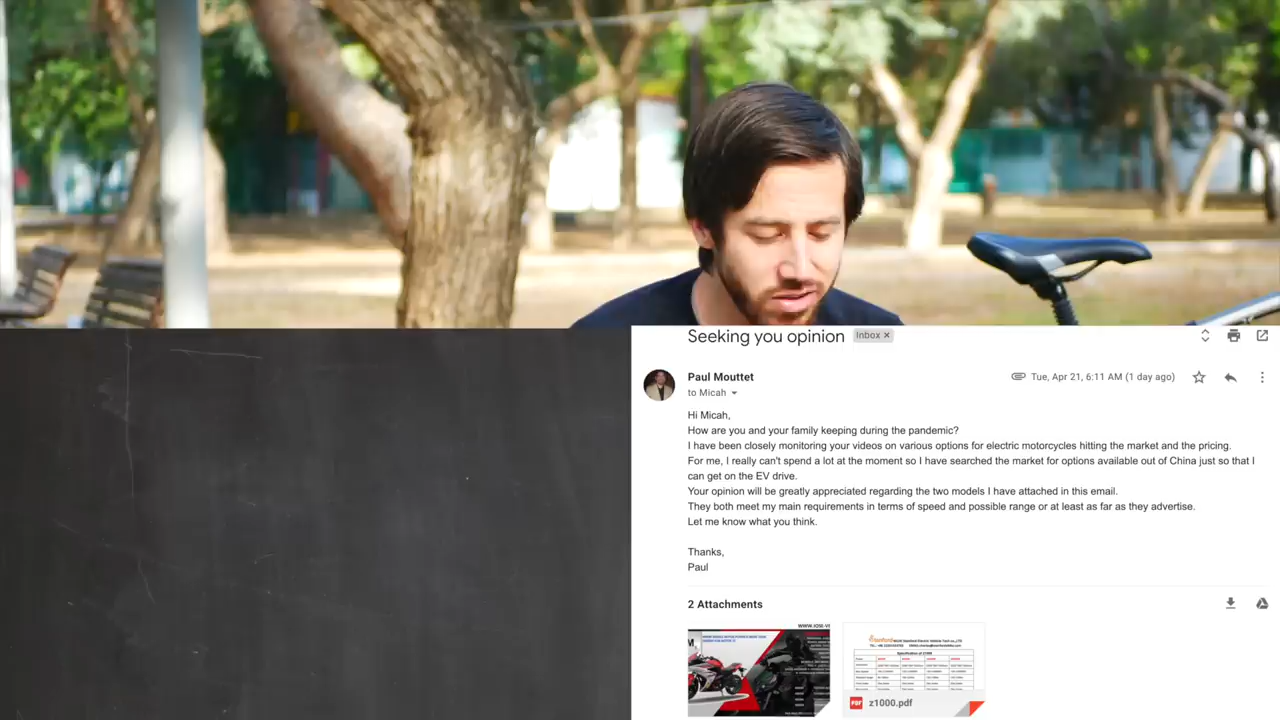 Seeking you opinion Inbox ×
Paul Mouttet Tue, Apr 21, 6:11 AM (1 day ago)
to Micah
Hi Micah,
How are you and your family keeping during the pandemic?
I have been closely monitoring your videos on various options for electric motorcycles hitting the market and the pricing.
For me, I really can't spend a lot at the moment so I have searched the market for options available out of China just so that I
can get on the EV drive.
Your opinion will be greatly appreciated regarding the two models I have attached in this email.
They both meet my main requirements in terms of speed and possible range or at least as far as they advertise.
Let me know what you think.
Thanks,
Paul
2 Attachments
PDF z1000.pdf